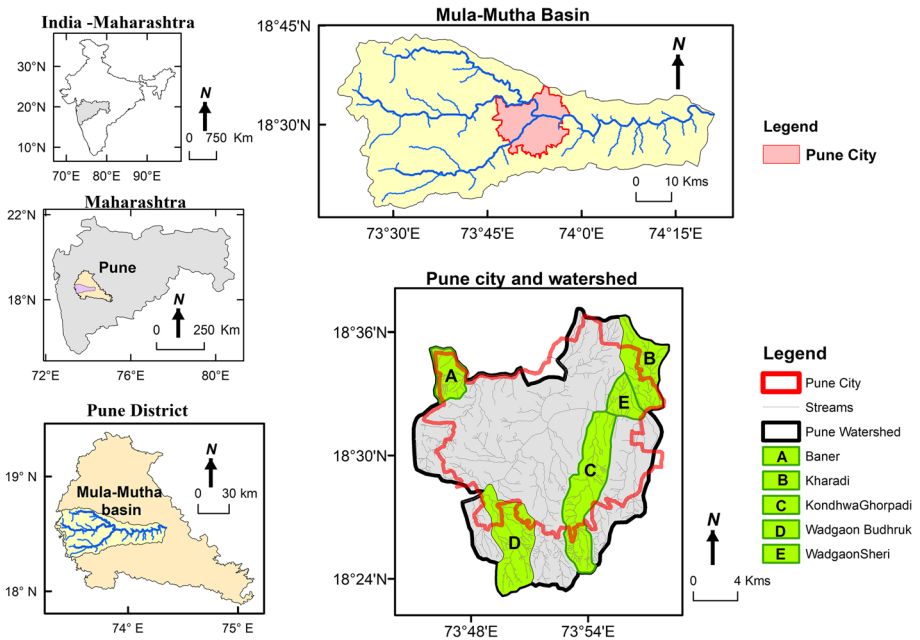 India -Maharashtra
30°N
20°N
10°N
70°E 80°E 90°E
N
0 750 Km
Maharashtra
22°N
18°N
Pune
N
0 250 Km
72°E 76°E 80°E
Pune District
19° N
18° N
Mula-Mutha
basin
N
0 30 km
74° E 75° E
Mula-Mutha Basin
18°45'N
18°30'N
N
0 10 Kms
73°30'E 73°45'E 74°0'E 74°15'E
Legend
Pune City
Pune city and watershed
18°36'N
18°30'N
18°24'N
A
B
E
C
D
73°48'E 73°54'E
N
0 4 Kms
Legend
Pune City
Streams
Pune Watershed
A Baner
B Kharadi
C KondhwaGhorpadi
D Wadgaon Budhruk
E WadgaonSheri